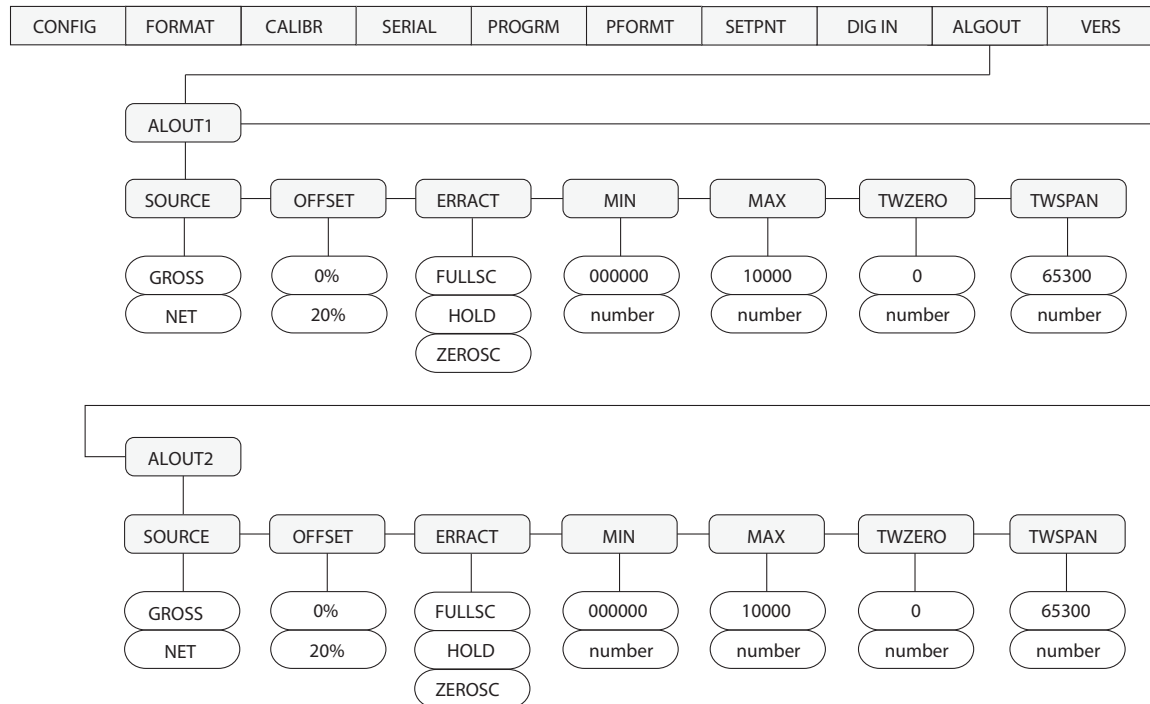 CONFIG FORMAT CALIBR SERIAL PROGRM PFORMT SETPNT DIG IN ALGOUT VERS
ALOUT1
SOURCE OFFSET ERRACT MIN MAX TWZERO TWSPAN
GROSS 0% FULLSC 000000 10000 0 65300
NET 20% HOLD number number number number
ZEROSC
ALOUT2
SOURCE OFFSET ERRACT MIN MAX TWZERO TWSPAN
GROSS 0% FULLSC 000000 10000 0 65300
NET 20% HOLD number number number number
ZEROSC